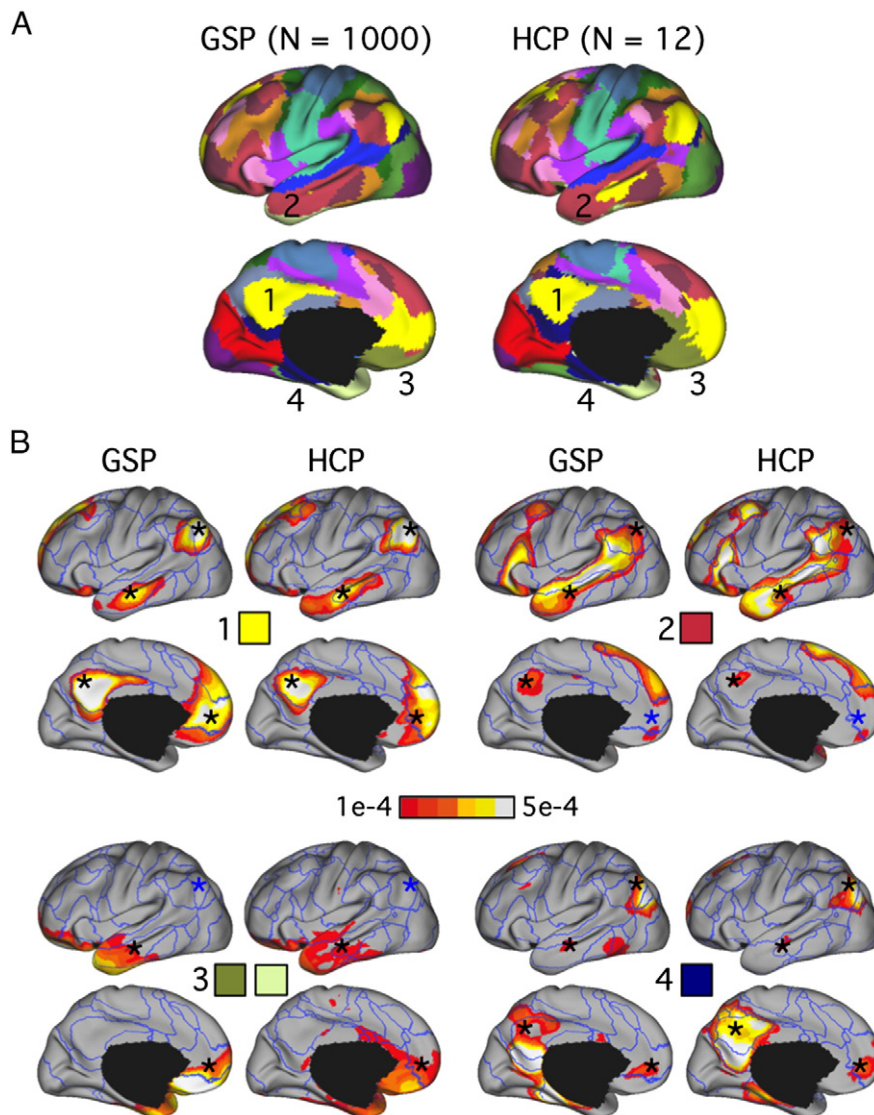 A
GSP (N = 1000) HCP (N = 12)
2 2
1 1
3 3
4 4
B
GSP HCP GSP HCP
* * * *
* * * *
1 2
* * * *
* * * *
1e-4 5e-4
* * * *
* * * *
3 4
* *
* * * *